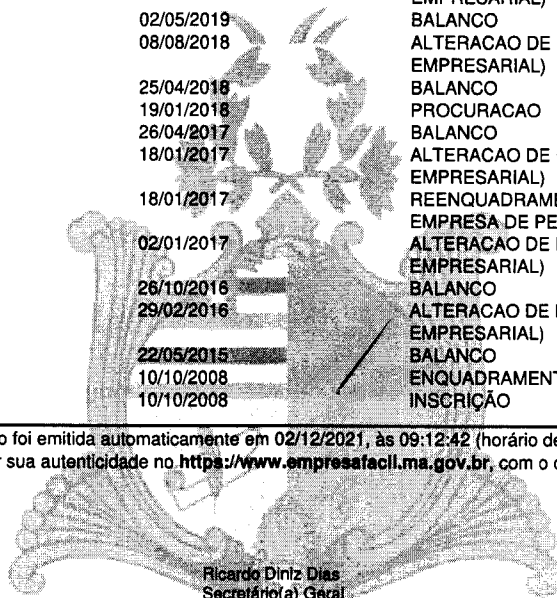 EMPRESARIAL)
02/05/2019 BALANCO
08/08/2018 ALTERACAO DE
EMPRESARIAL)
25/04/2018 BALANCO
19/01/2018 PROCURACAO
26/04/2017 BALANCO
18/01/2017 ALTERACAO DE
EMPRESARIAL)
18/01/2017 REENQUADRAME
EMPRESA DE PE
02/01/2017 ALTERACAO DE
EMPRESARIAL)
26/10/2016 BALANCO
29/02/2016 ALTERACAO DE
EMPRESARIAL)
22/05/2015 BALANCO
10/10/2008 ENQUADRAMENT
10/10/2008 INSCRIÇÃO
o foi emitida automaticamente em 02/12/2021, às 09:12:42 (horário de
sua autenticidade no https://www.empresafacil.ma.gov.br, com o
Ricardo Diniz Dias
Secretário(a) Geral